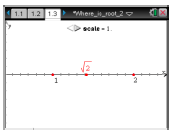 1.1 1.2 1.3 *Where_is_root_2
y
scale = 1.
√2
x
1 2